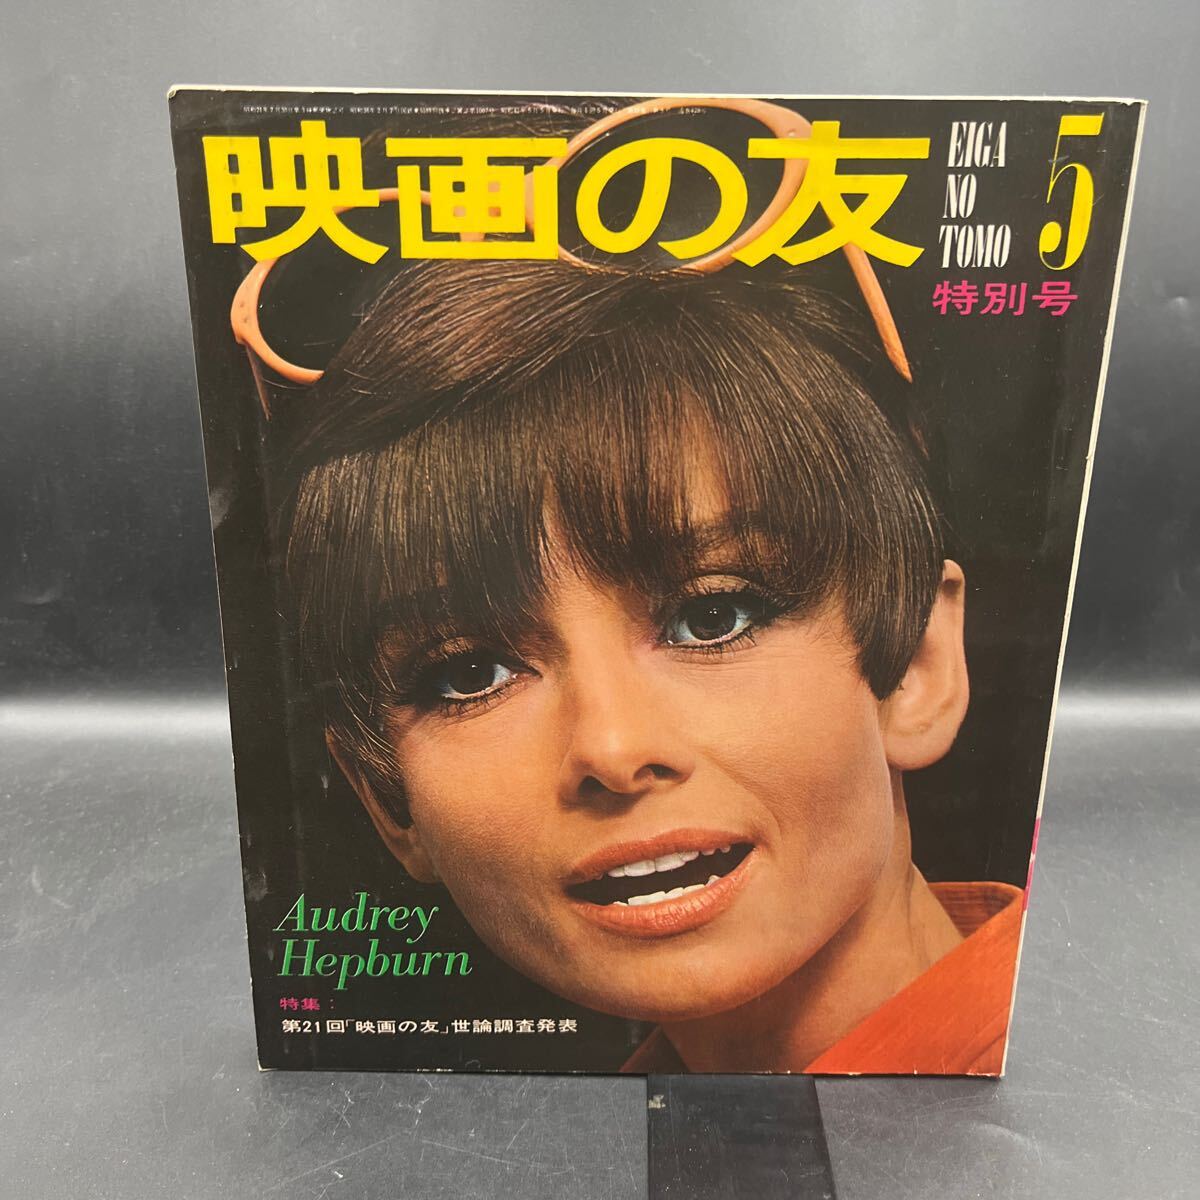 映画の友
EIGA
NO
TOMO
5
特別号
Audrey
Hepburn
特集：
第21回「映画の友」世論調査発表